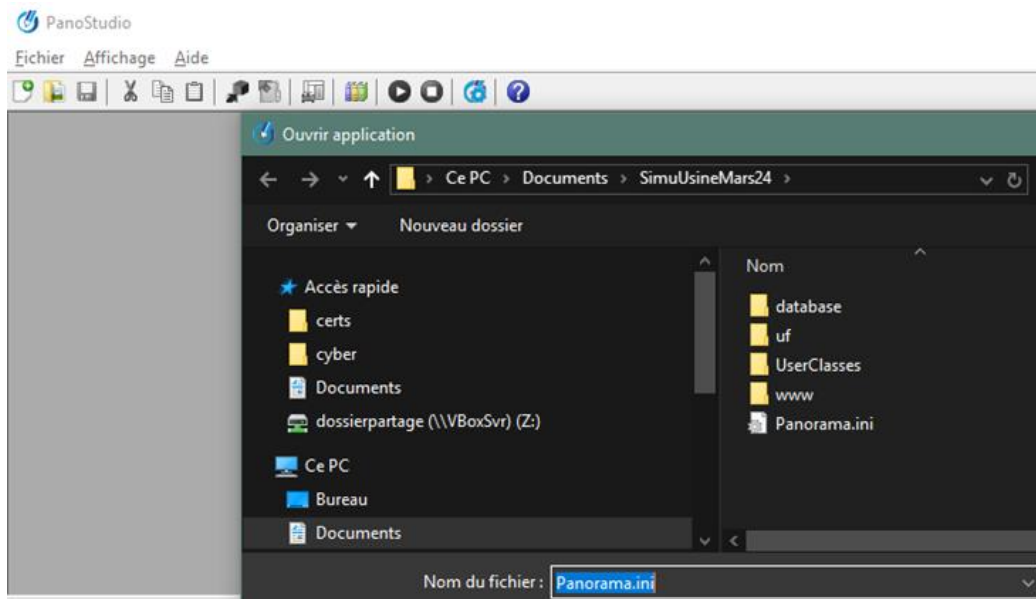 PanoStudio
Fichier Affichage Aide
Ouvrir application
Ce PC > Documents > SimuUsineMars24 >
Organiser Nouveau dossier
Nom
Accès rapide
certs
cyber
Documents
dossierpartage (\\VBoxSvr) (Z:)
Ce PC
Bureau
Documents
database
uf
UserClasses
www
Panorama.ini
Nom du fichier : Panorama.ini